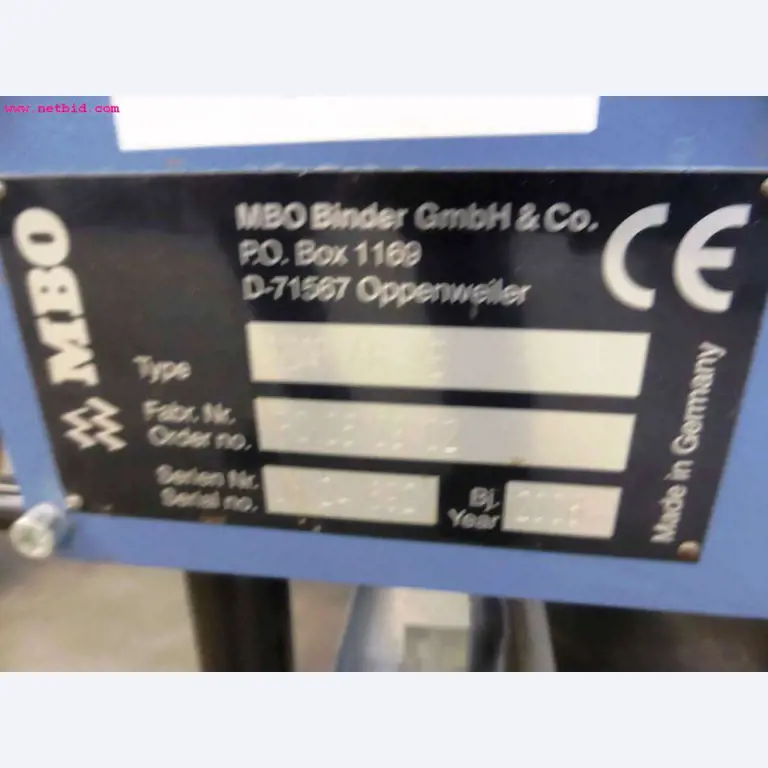 www.netbid.com
MBO
MBO Binder GmbH & Co.
P.O. Box 1169
D-71567 Oppenweiler
CE
Type
Fabr. Nr.
Order no.
Serien Nr.
Serial no.
Bj.
Year
Made in Germany